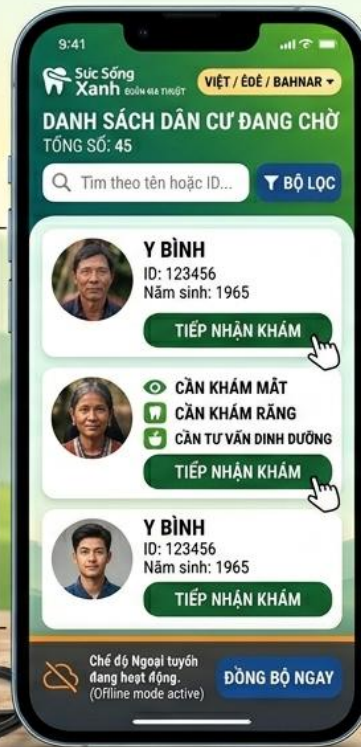 9:41
Sức Sống
Xanh
VIỆT / ÊĐÊ / BAHNAR
DANH SÁCH DÂN CƯ ĐANG CHỜ
TỔNG SỐ: 45
Tìm theo tên hoặc ID...
BỘ LỌC
Y BÌNH
ID: 123456
Năm sinh: 1965
TIẾP NHẬN KHÁM
CẦN KHÁM MẮT
CẦN KHÁM RĂNG
CẦN TƯ VẤN DINH DƯỠNG
TIẾP NHẬN KHÁM
Y BÌNH
ID: 123456
Năm sinh: 1965
TIẾP NHẬN KHÁM
Chế độ Ngoại tuyến
đang hoạt động.
(Offline mode active)
ĐỒNG BỘ NGAY